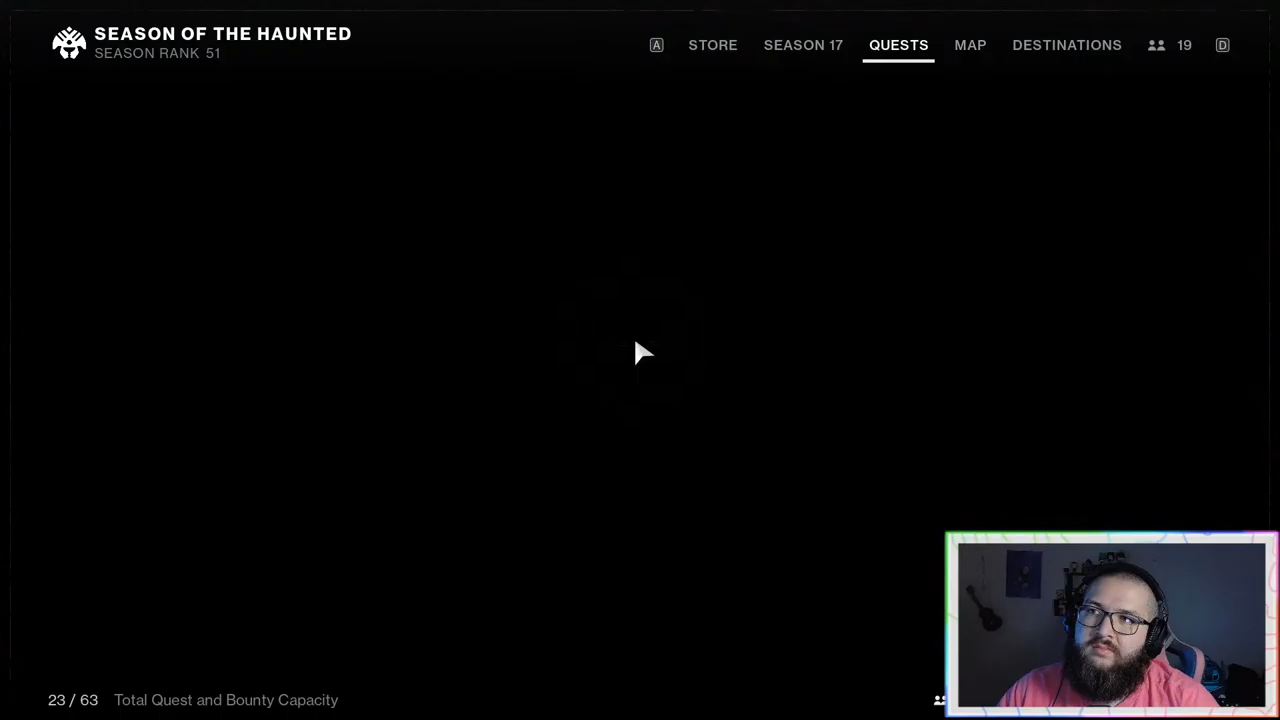 SEASON OF THE HAUNTED
SEASON RANK 51
A STORE SEASON 17 QUESTS MAP DESTINATIONS 19 D
23 / 63 Total Quest and Bounty Capacity